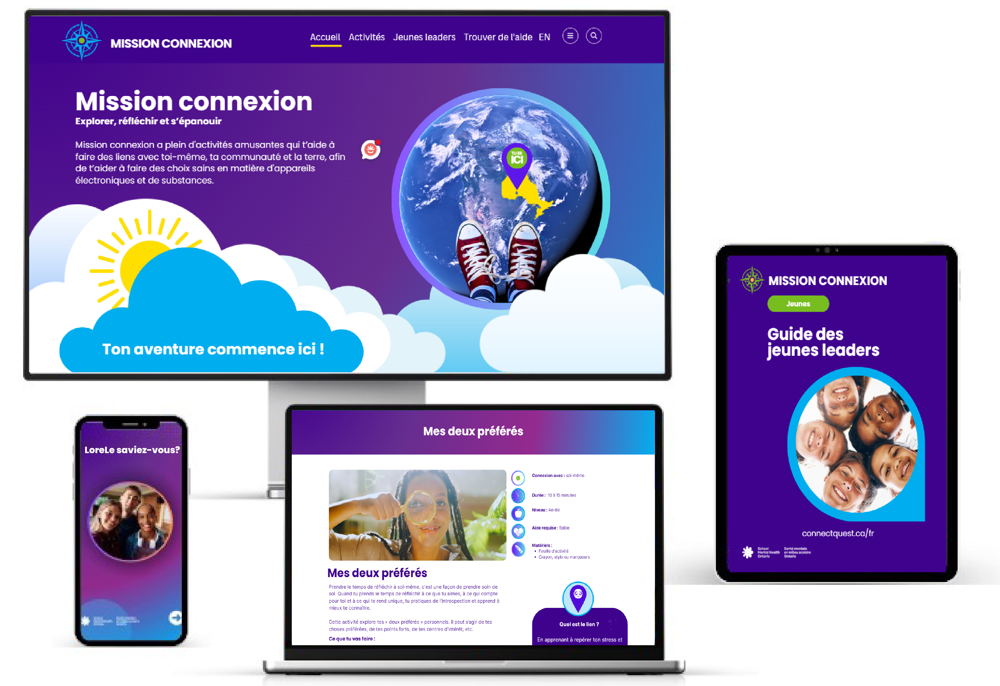 MISSION CONNEXION
Accueil Activités Jeunes leaders Trouver de l'aide EN
Mission connexion
Explorer, réfléchir et s'épanouir
Mission connexion a plein d'activités amusantes qui t'aide à
faire des liens avec toi-même, ta communauté et la terre, afin
de t'aider à faire des choix sains en matière d'appareils
électroniques et de substances.
TU ES
ICI
Ton aventure commence ici !
MISSION CONNEXION
Jeunes
Guide des
jeunes leaders
connectquest.ca/fr
School
Mental Health
Ontario
Santé mentale
en milieu scolaire
Ontario
LoreLe saviez-vous?
Mes deux préférés
Connexion avec : soi-même
Durée : 10 à 15 minutes
Niveau : 4e-8e
Aide requise : faible
Matériels :
• Feuille d'activité
• Crayon, stylo ou marqueurs
Mes deux préférés
Prendre le temps de réfléchir à soi-même, c'est une façon de prendre soin de
soi. Quand tu prends le temps de réfléchir à ce que tu aimes, à ce qui compte
pour toi et à ce qui te rend unique, tu pratiques de l'introspection et apprend à
mieux te connaître.
Cette activité explore tes « deux préférés » personnels. Il peut s'agir de tes
choses préférées, de tes points forts, de tes centres d'intérêt, etc.
Ce que tu vas faire :
Quel est le lien ?
En apprenant à repérer ton stress et